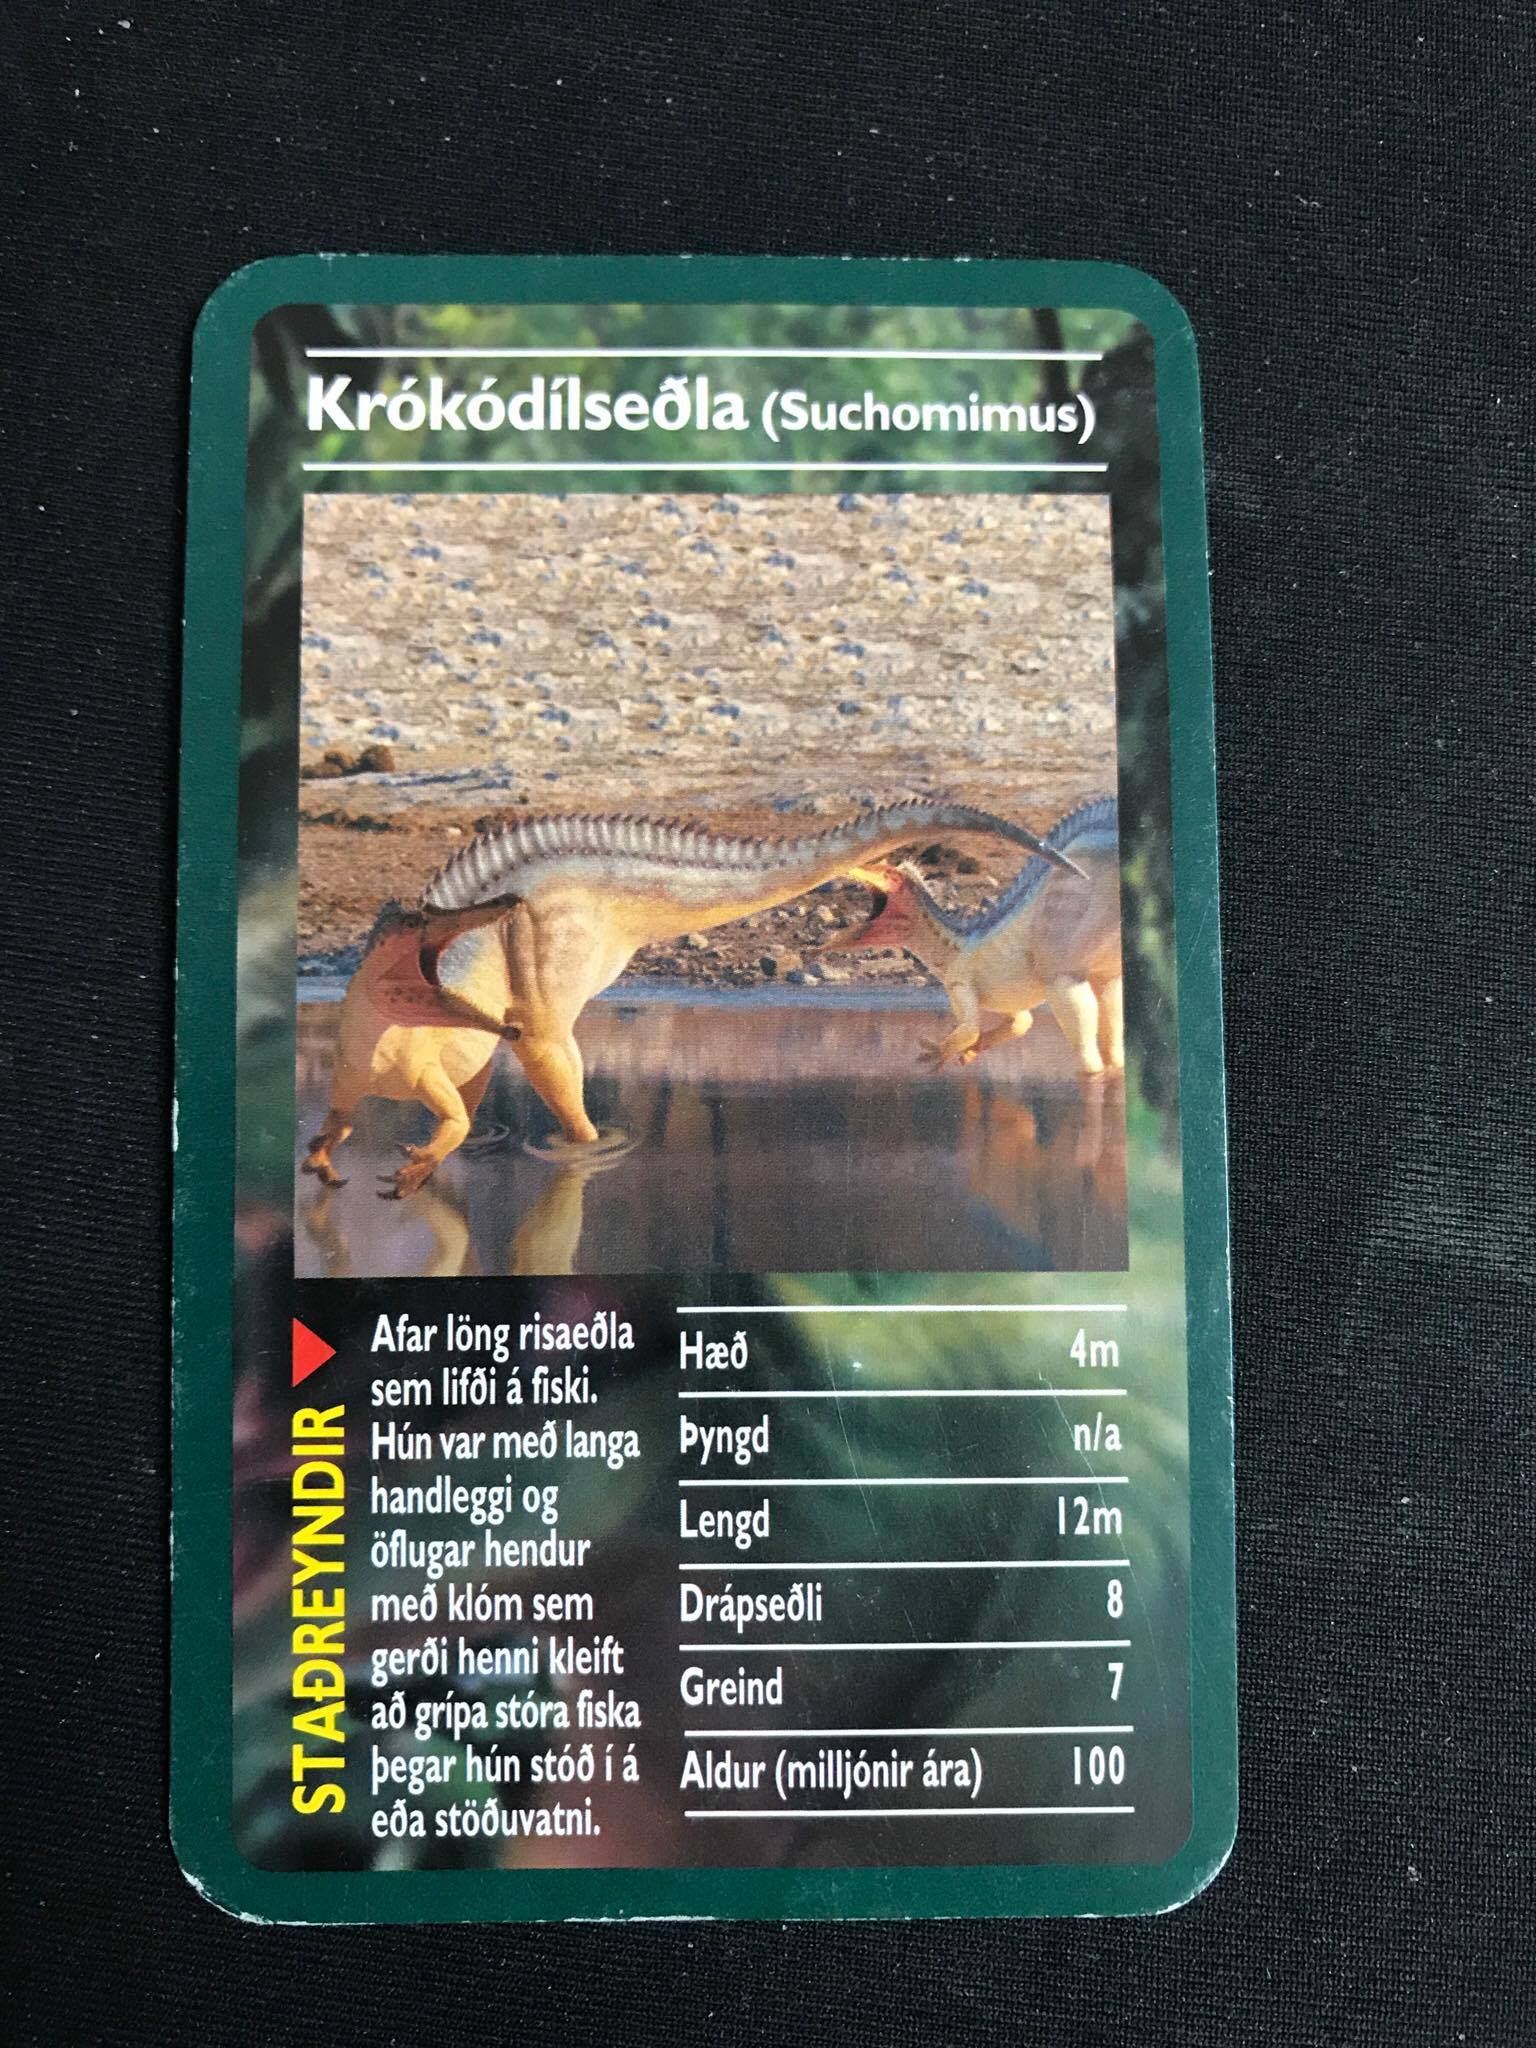 Krókódílseðla (Suchomimus)
STAÐREYNDIR
Afar löng risaeðla
sem lifði á fiski.
Hún var með langa
handleggi og
öflugar hendur
með klóm sem
gerði henni kleift
að grípa stóra fiska
þegar hún stóð í á
eða stöðuvatni.
Hæð 4m
Þyngd n/a
Lengd 12m
Drápseðli 8
Greind 7
Aldur (milljónir ára) 100